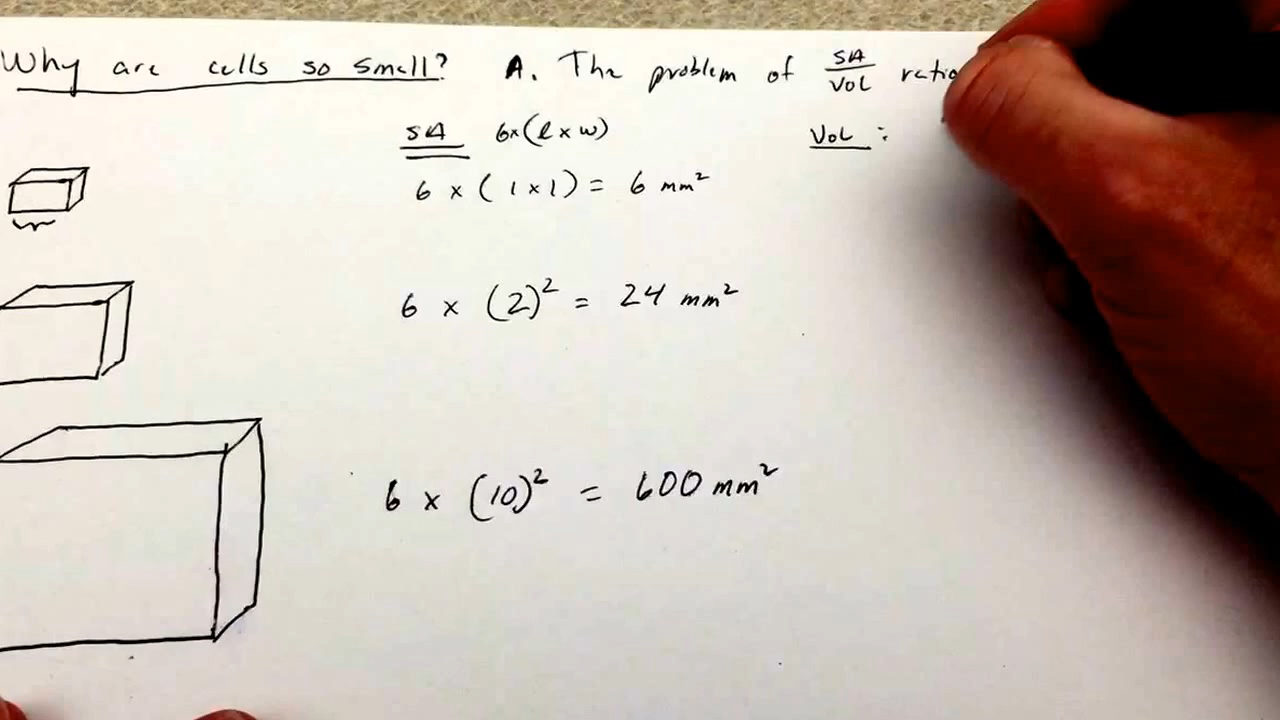 Why are cells so small? A. The problem of SA/VOL ratio
SA 6x(l x w) VOL :
6 x (1 x 1) = 6 mm²
6 x (2)² = 24 mm²
6 x (10)² = 600 mm²